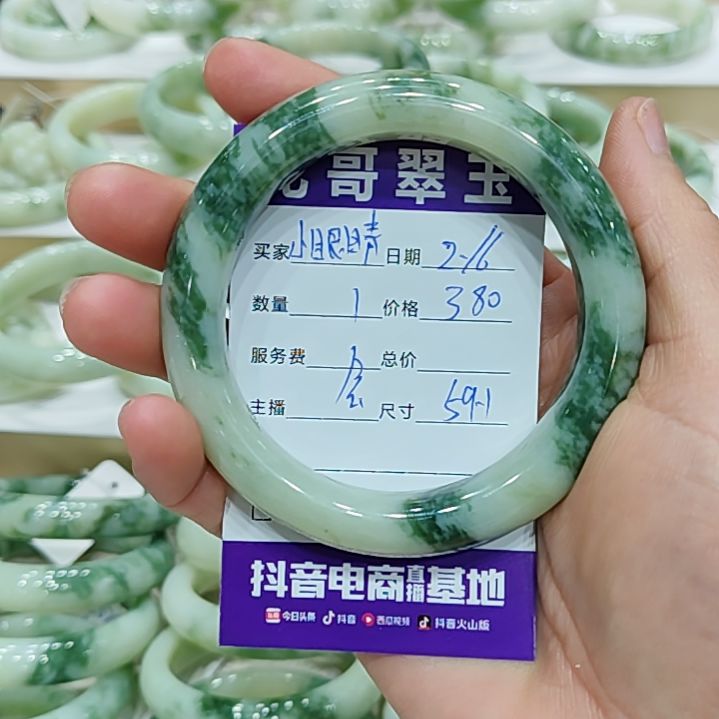 哥翠玉
买家小眼睛 日期 2-16
数量 1 价格 380
服务费 总价
主播 尺寸 59.1
抖音电商直播基地
今日头条 抖音 西瓜视频 抖音火山版